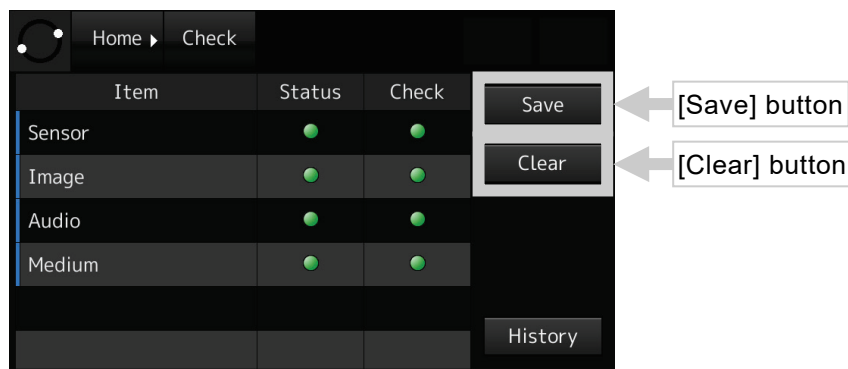 Home Check
Item Status Check
Save
[Save] button
Sensor
Clear
[Clear] button
Image
Audio
Medium
History